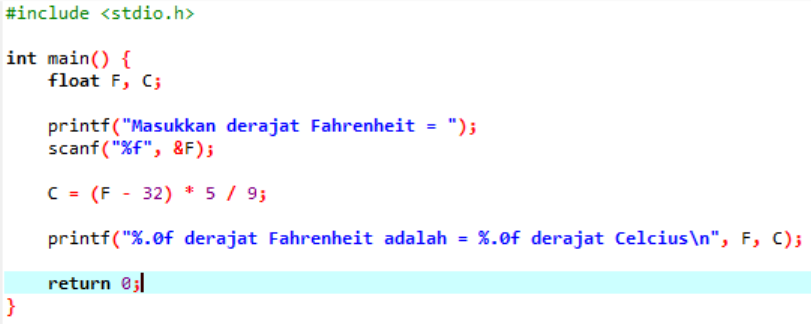 #include <stdio.h>
int main() {
float F, C;
printf("Masukkan derajat Fahrenheit = ");
scanf("%f", &F);
C = (F - 32) * 5 / 9;
printf("%.0f derajat Fahrenheit adalah = %.0f derajat Celcius\n", F, C);
return 0;
}